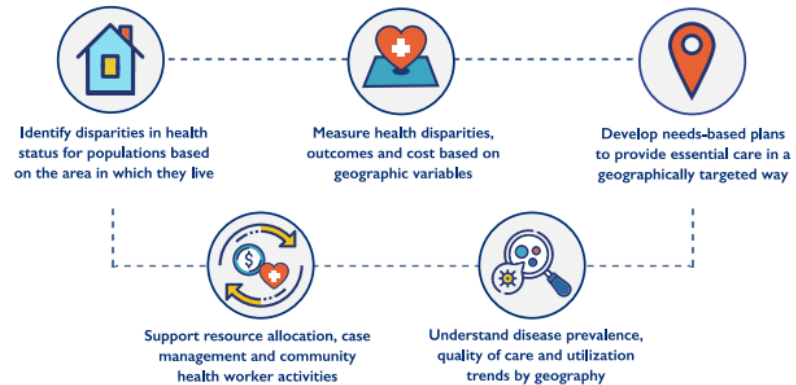 Identify disparities in health
status for populations based
on the area in which they live
Measure health disparities,
outcomes and cost based on
geographic variables
Develop needs-based plans
to provide essential care in a
geographically targeted way
$
Support resource allocation, case
management and community
health worker activities
Understand disease prevalence,
quality of care and utilization
trends by geography